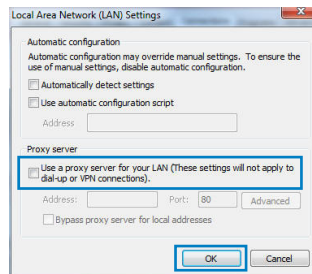 Local Area Network (LAN) Settings
Automatic configuration
Automatic configuration may override manual settings. To ensure the
use of manual settings, disable automatic configuration.
Automatically detect settings
Use automatic configuration script
Address
Proxy server
Use a proxy server for your LAN (These settings will not apply to
dial-up or VPN connections).
Address: Port: 80 Advanced
Bypass proxy server for local addresses
OK Cancel